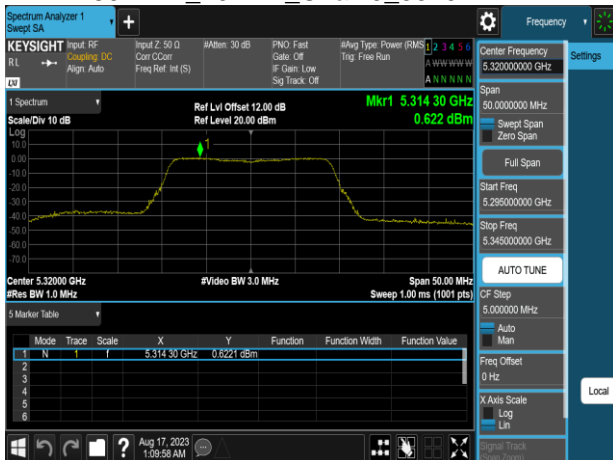 Spectrum Analyzer 1
Swept SA
+
Frequency
KEYSIGHT
RL
LXI
Input: RF
Coupling: DC
Align: Auto
Input Z: 50 Ω
Corr CCorr
Freq Ref: Int (S)
#Atten: 30 dB
PNO: Fast
Gate: Off
IF Gain: Low
Sig Track: Off
#Avg Type: Power (RMS
Trig: Free Run
1 2 3 4 5 6
A W W W W W
A N N N N N
1 Spectrum
Scale/Div 10 dB
Ref Lvl Offset 12.00 dB
Ref Level 20.00 dBm
Mkr1 5.314 30 GHz
0.622 dBm
Log
10.0
0.00
-10.0
-20.0
-30.0
-40.0
-50.0
-60.0
-70.0
1
Center 5.32000 GHz
#Res BW 1.0 MHz
#Video BW 3.0 MHz
Span 50.00 MHz
Sweep 1.00 ms (1001 pts)
5 Marker Table
Mode Trace Scale X Y Function Function Width Function Value
1 N 1 f 5.314 30 GHz 0.6221 dBm
2
3
4
5
6
?
Aug 17, 2023
1:09:58 AM
Center Frequency
5.320000000 GHz
Settings
Span
50.0000000 MHz
Swept Span
Zero Span
Full Span
Start Freq
5.295000000 GHz
Stop Freq
5.345000000 GHz
AUTO TUNE
CF Step
5.000000 MHz
Auto
Man
Freq Offset
0 Hz
Local
X Axis Scale
Log
Lin
Signal Track
(Span Zoom)